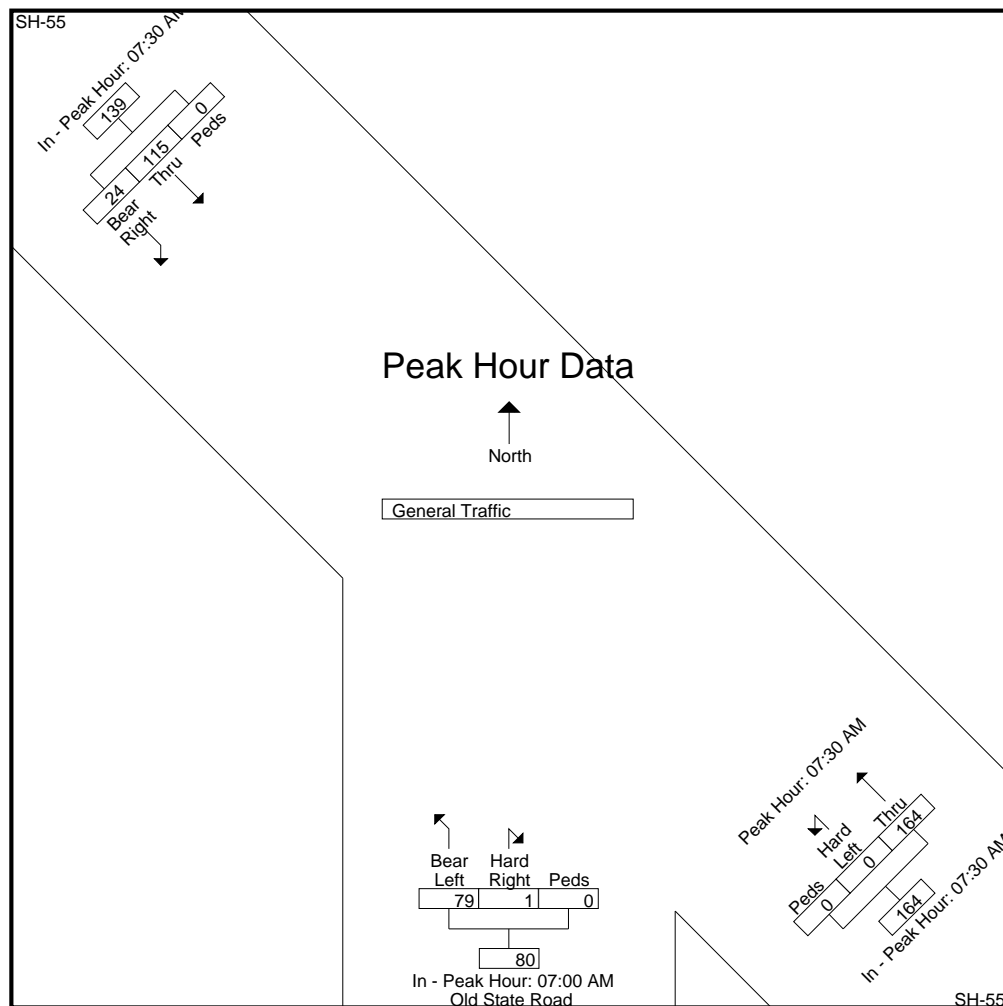 SH-55
In - Peak Hour: 07:30 AM
139
24 115 0
Bear
Right
Thru
Peds
Peak Hour Data
North
General Traffic
Peak Hour: 07:30 AM
Peds
Hard
Left
Thru
0 0 164
164
In - Peak Hour: 07:30 AM
Bear
Left
Hard
Right
Peds
79 1 0
80
In - Peak Hour: 07:00 AM
Old State Road
SH-55